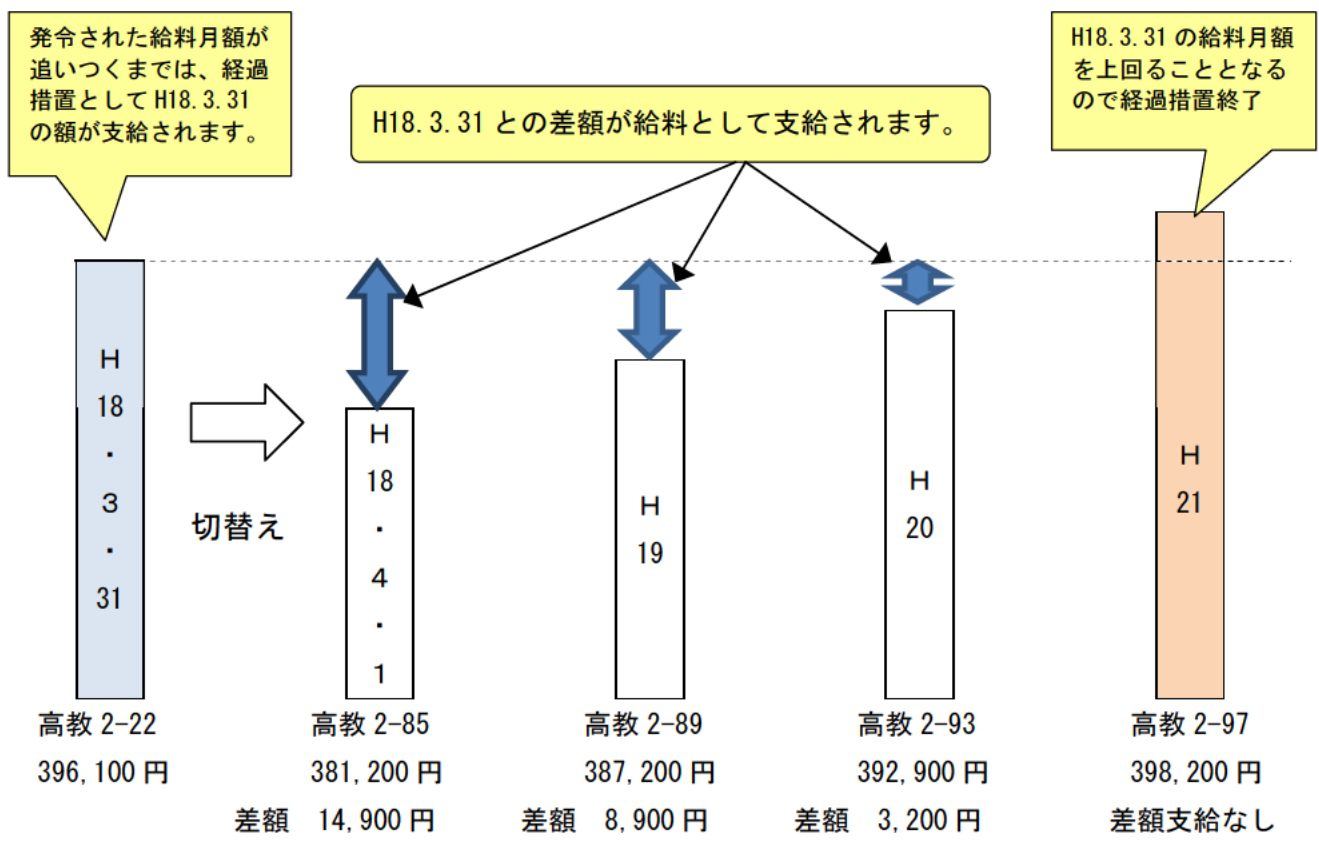 発令された給料月額が
追いつくまでは、経過
措置として H18.3.31
の額が支給されます。
H18.3.31 との差額が給料として支給されます。
H18.3.31 の給料月額
を上回ることとなる
ので経過措置終了
H
18
・
3
・
31
切替え
H
18
・
4
・
1
H
19
H
20
H
21
高教 2-22
396,100 円
高教 2-85
381,200 円
差額 14,900 円
高教 2-89
387,200 円
差額 8,900 円
高教 2-93
392,900 円
差額 3,200 円
高教 2-97
398,200 円
差額支給なし